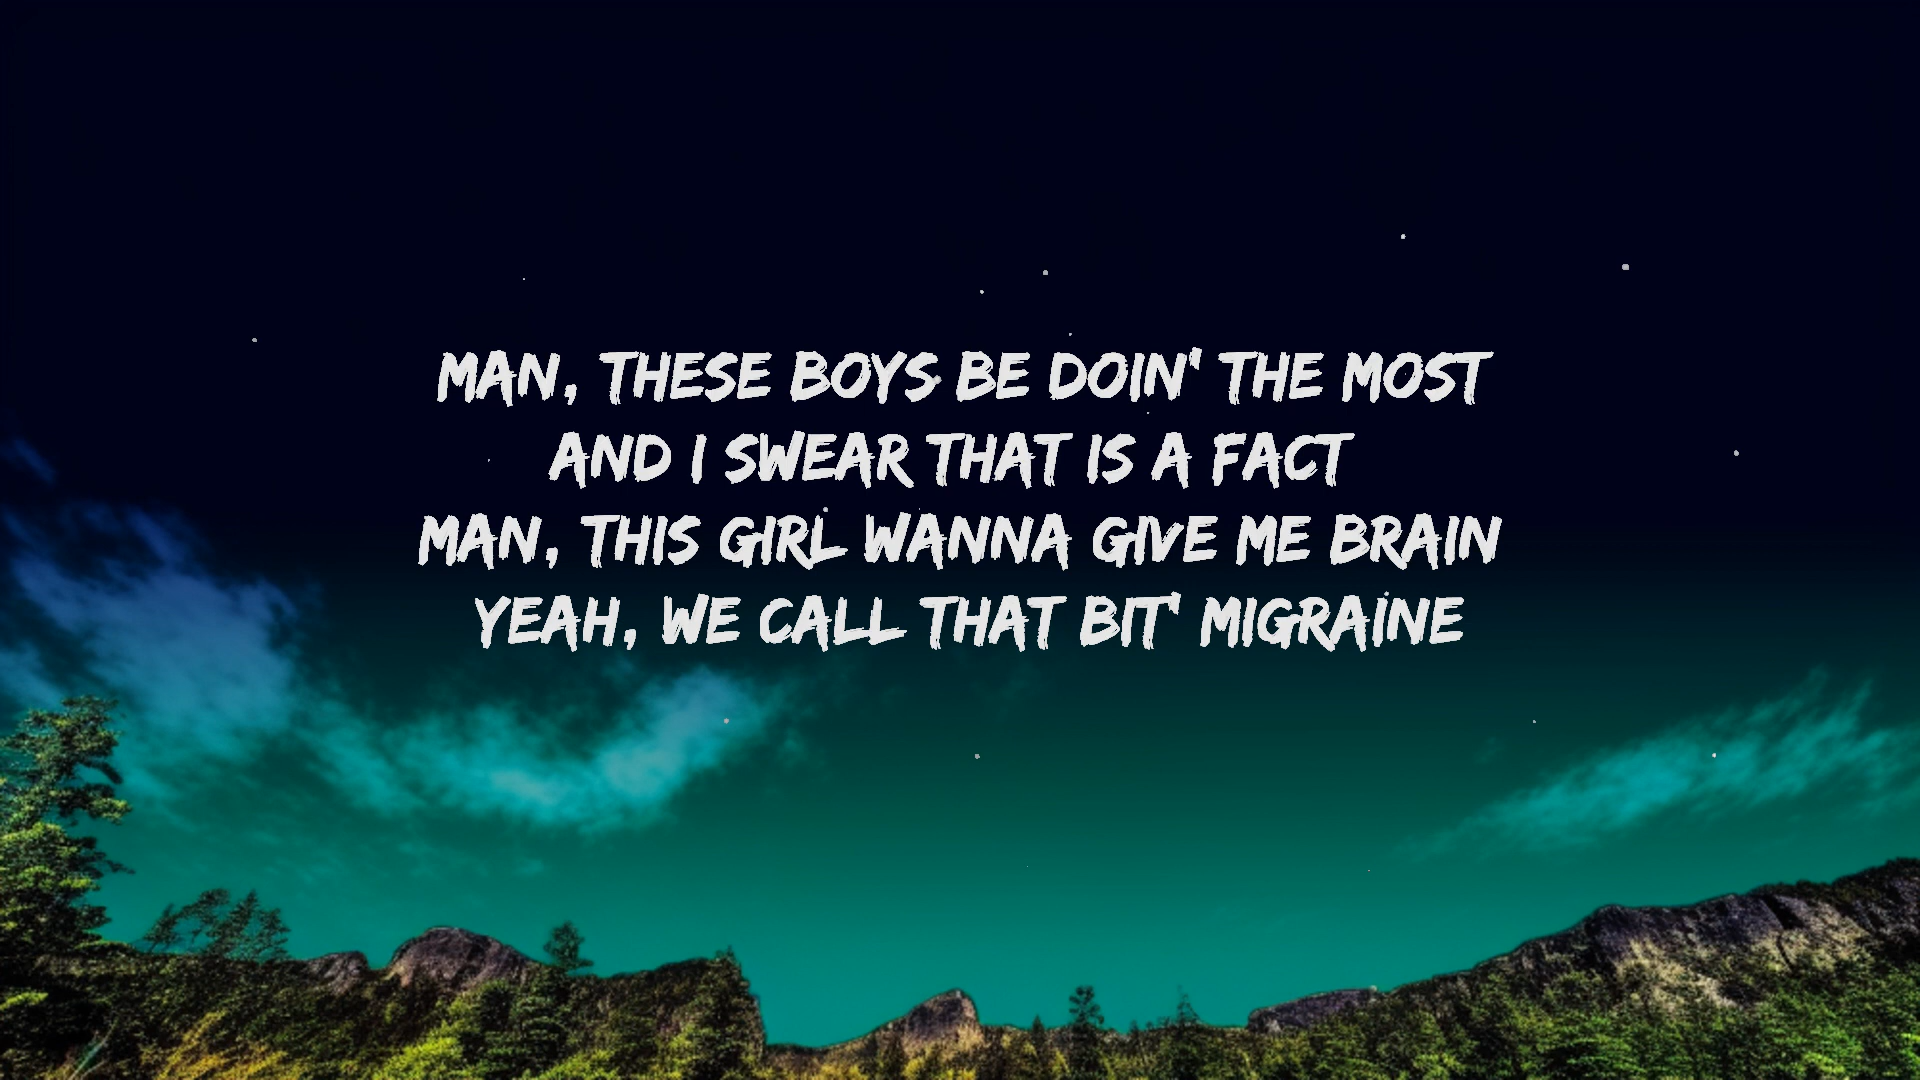 MAN, THESE BOYS BE DOIN' THE MOST
AND I SWEAR THAT IS A FACT
MAN, THIS GIRL WANNA GIVE ME BRAIN
YEAH, WE CALL THAT BIT' MIGRAINE